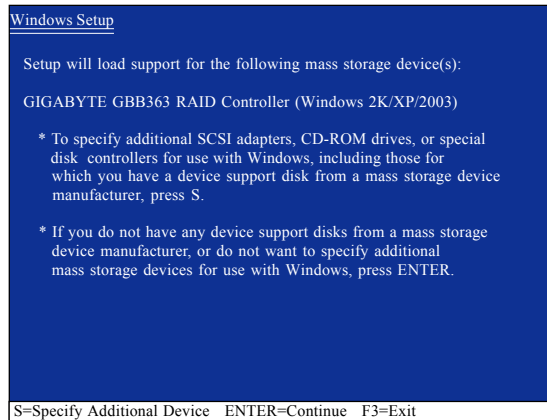 Windows Setup
Setup will load support for the following mass storage device(s):
GIGABYTE GBB363 RAID Controller (Windows 2K/XP/2003)
* To specify additional SCSI adapters, CD-ROM drives, or special
disk controllers for use with Windows, including those for
which you have a device support disk from a mass storage device
manufacturer, press S.
* If you do not have any device support disks from a mass storage
device manufacturer, or do not want to specify additional
mass storage devices for use with Windows, press ENTER.
S=Specify Additional Device ENTER=Continue F3=Exit